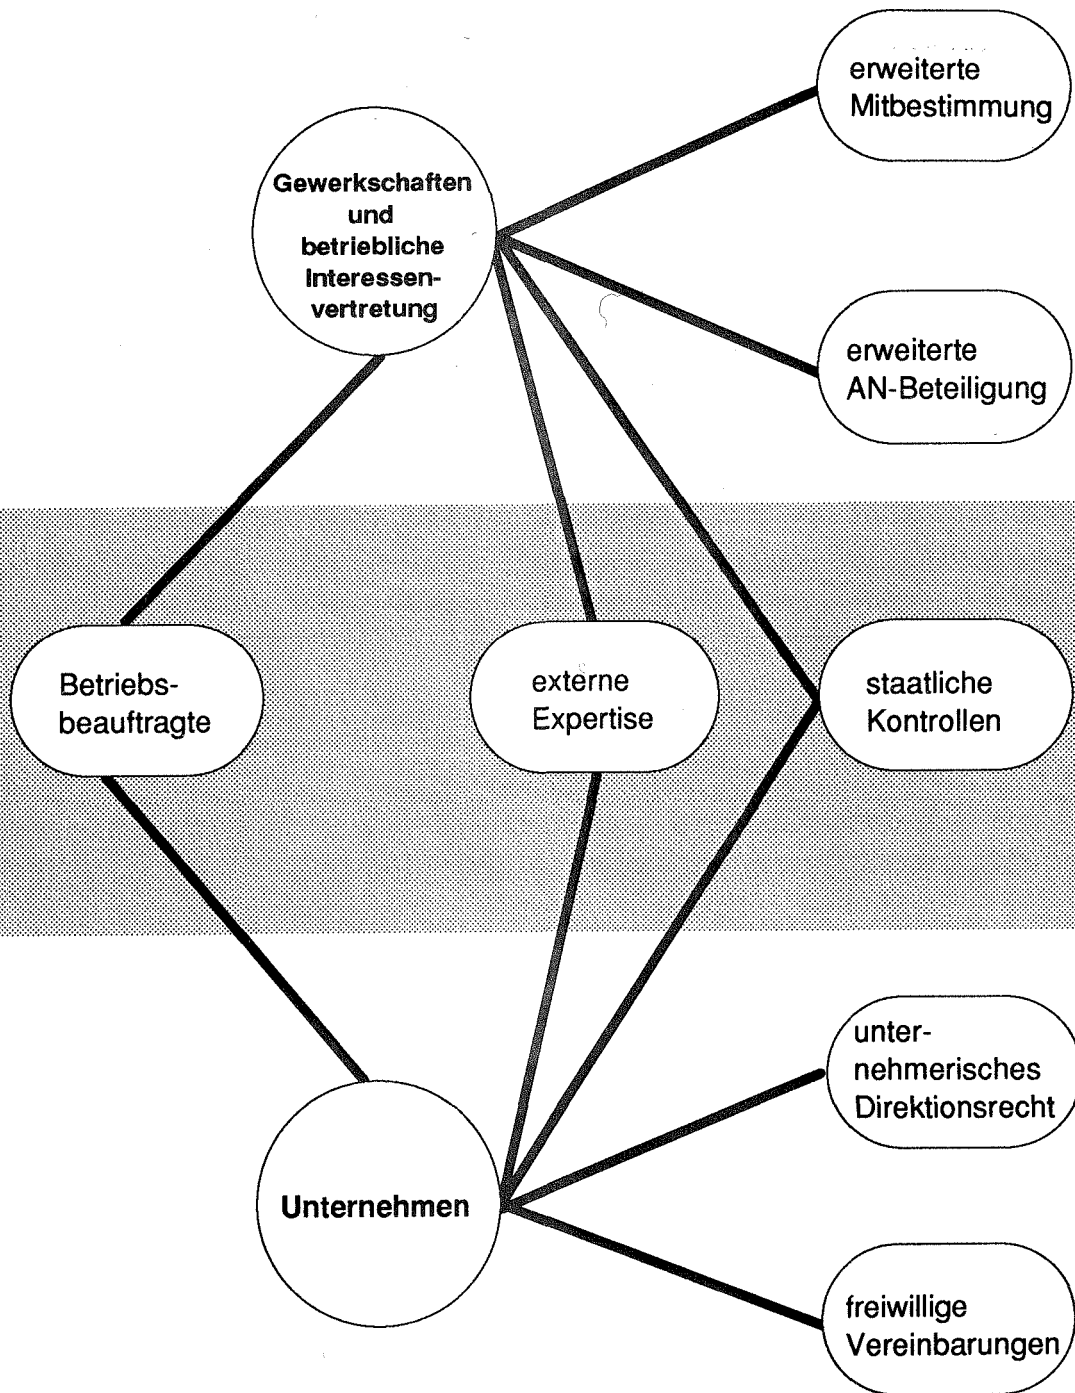 erweiterte
Mitbestimmung
Gewerkschaften
und
betriebliche
Interessen-
vertretung
erweiterte
AN-Beteiligung
Betriebs-
beauftragte
externe
Expertise
staatliche
Kontrollen
unter-
nehmerisches
Direktionsrecht
Unternehmen
freiwillige
Vereinbarungen